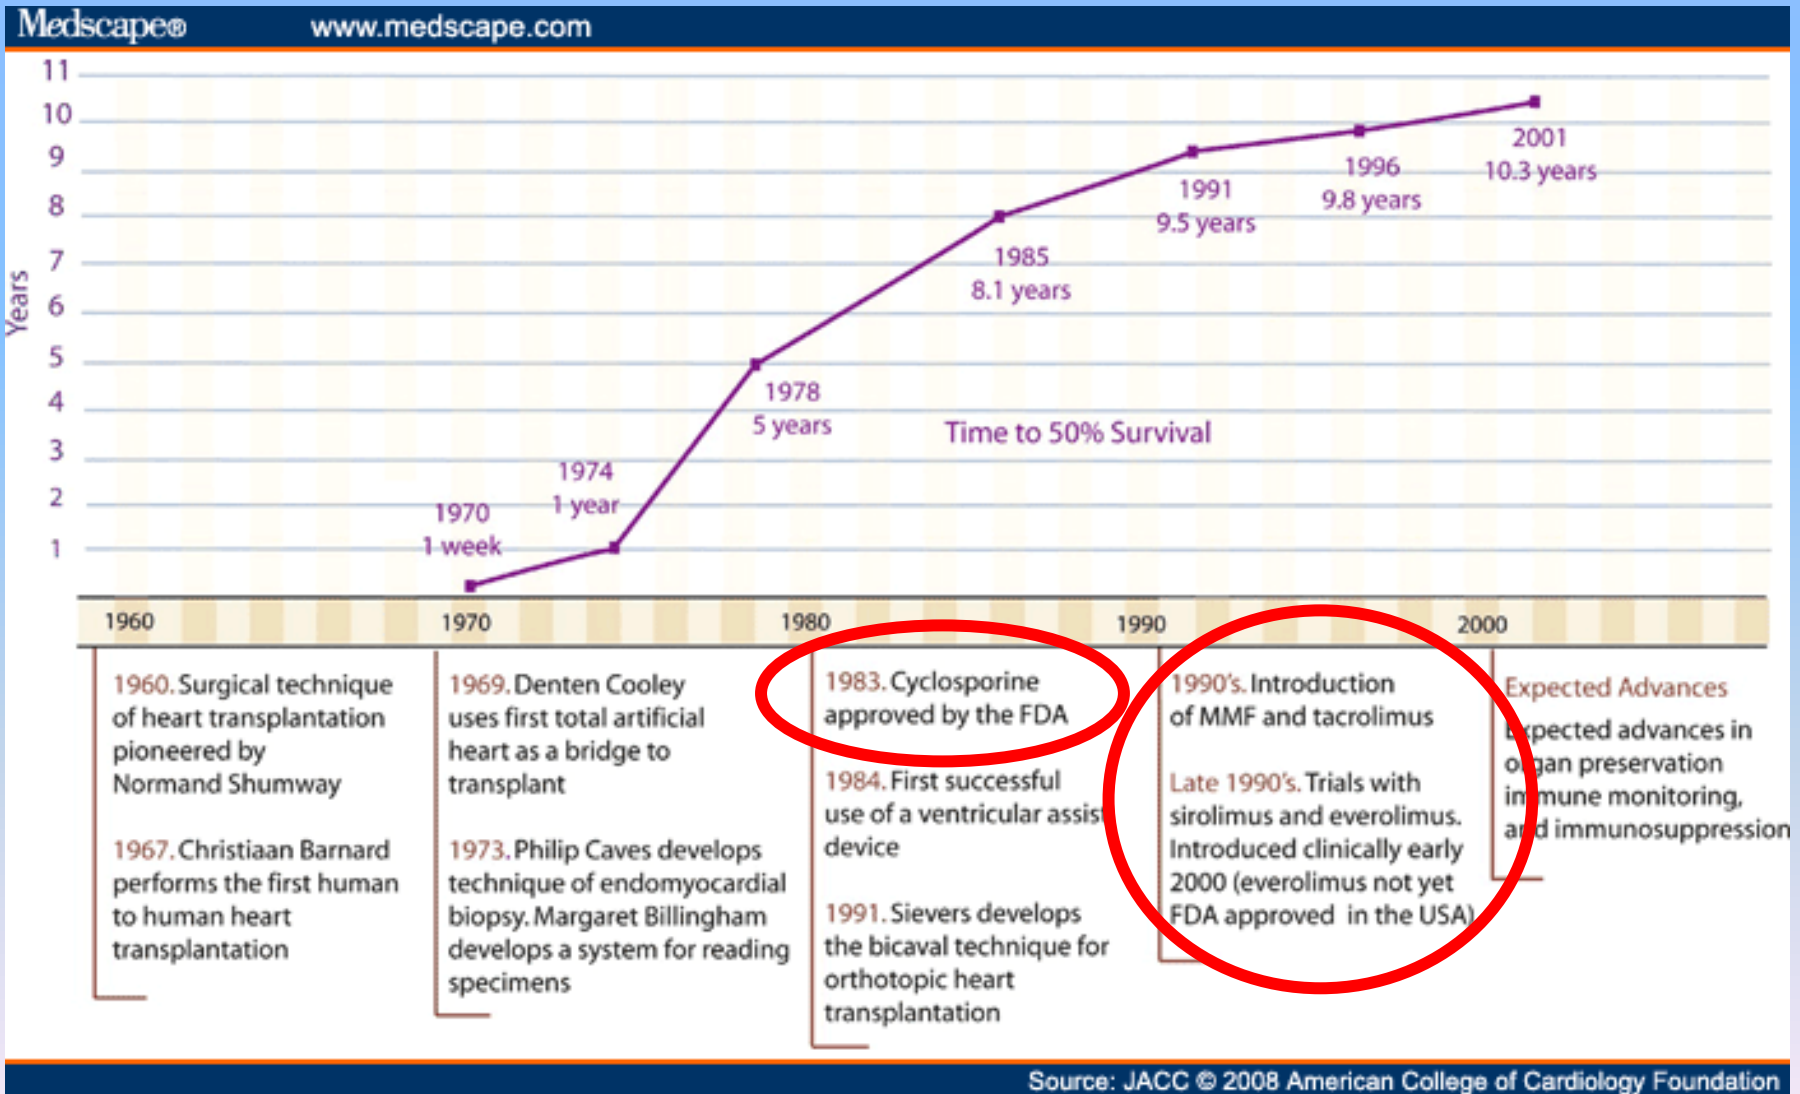 Medscape® www.medscape.com
11
10
9
8
7
6
5
4
3
2
1
Years
1970
1 week
1974
1 year
1978
5 years
1985
8.1 years
1991
9.5 years
1996
9.8 years
2001
10.3 years
Time to 50% Survival
1960 1970 1980 1990 2000
1960. Surgical technique
of heart transplantation
pioneered by
Normand Shumway
1967. Christiaan Barnard
performs the first human
to human heart
transplantation
1969. Denten Cooley
uses first total artificial
heart as a bridge to
transplant
1973. Philip Caves develops
technique of endomyocardial
biopsy. Margaret Billingham
develops a system for reading
specimens
1983. Cyclosporine
approved by the FDA
1984. First successful
use of a ventricular assist
device
1991. Sievers develops
the bicaval technique for
orthotopic heart
transplantation
1990's. Introduction
of MMF and tacrolimus
Late 1990's. Trials with
sirolimus and everolimus.
Introduced clinically early
2000 (everolimus not yet
FDA approved in the USA)
Expected Advances
Expected advances in
organ preservation
immune monitoring,
and immunosuppression
Source: JACC © 2008 American College of Cardiology Foundation